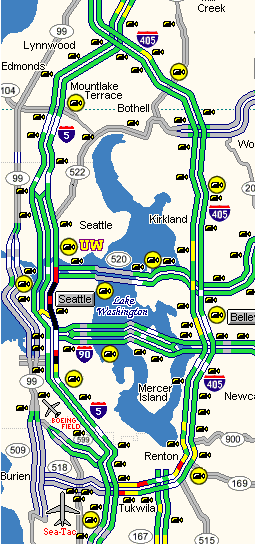 Creek
99
405
Lynnwood
Edmonds
104
Mountlake
Terrace
Bothell
5
522
99
Kirkland
Seattle
405
UW
520
Seattle
Lake
Washington
Belle
90
99
Mercer
Island
405
Newca
BOEING
FIELD
5
599
900
509
518
Renton
Burien
169
Sea-Tac
Tukwila
167
515